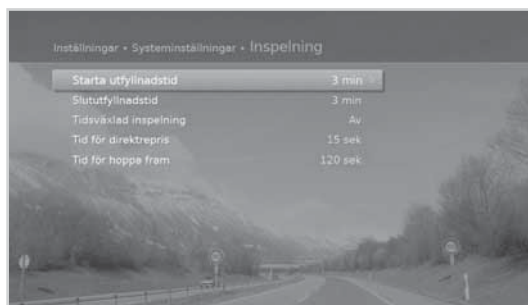 Inställningar • Systeminställningar • Inspelning
Starta utfyllnadstid 3 min
Slututfyllnadstid 3 min
Tidsväxlad inspelning Av
Tid för direktrepris 15 sek
Tid för hoppa fram 120 sek